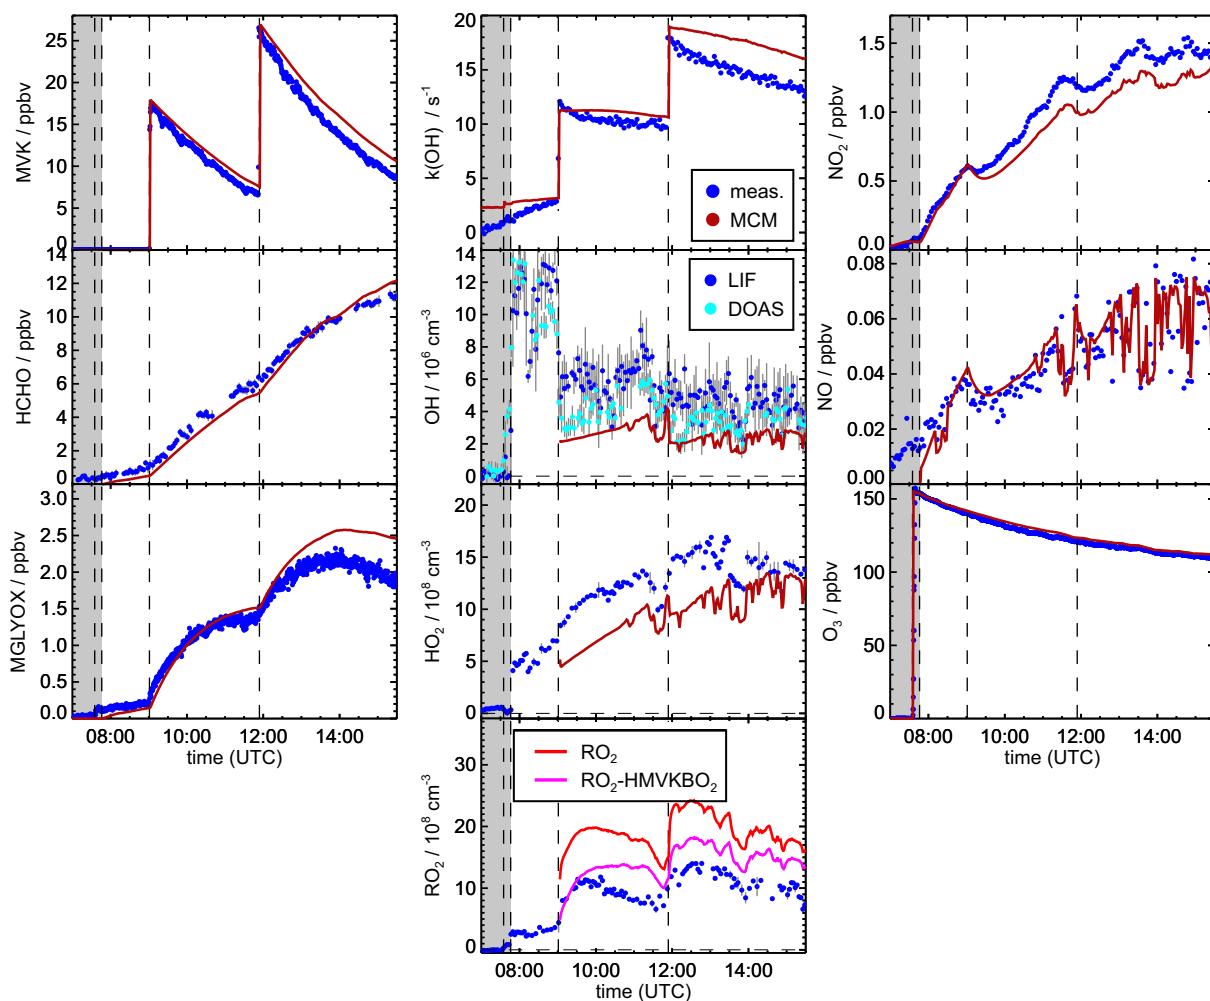 MVK / ppbv
25
20
15
10
5
0
k(OH) / s⁻¹
20
15
10
5
0
meas.
MCM
NO₂ / ppbv
1.5
1.0
0.5
0.0
HCHO / ppbv
14
12
10
8
6
4
2
0
OH / 10⁶ cm⁻³
14
12
10
8
6
4
2
0
LIF
DOAS
NO / ppbv
0.08
0.06
0.04
0.02
0.00
MGLYOX / ppbv
3.0
2.5
2.0
1.5
1.0
0.5
0.0
08:00 10:00 12:00 14:00
time (UTC)
HO₂ / 10⁸ cm⁻³
20
15
10
5
0
O₃ / ppbv
150
100
50
0
08:00 10:00 12:00 14:00
time (UTC)
RO₂ / 10⁸ cm⁻³
30
20
10
0
RO₂
RO₂-HMVKBO₂
08:00 10:00 12:00 14:00
time (UTC)